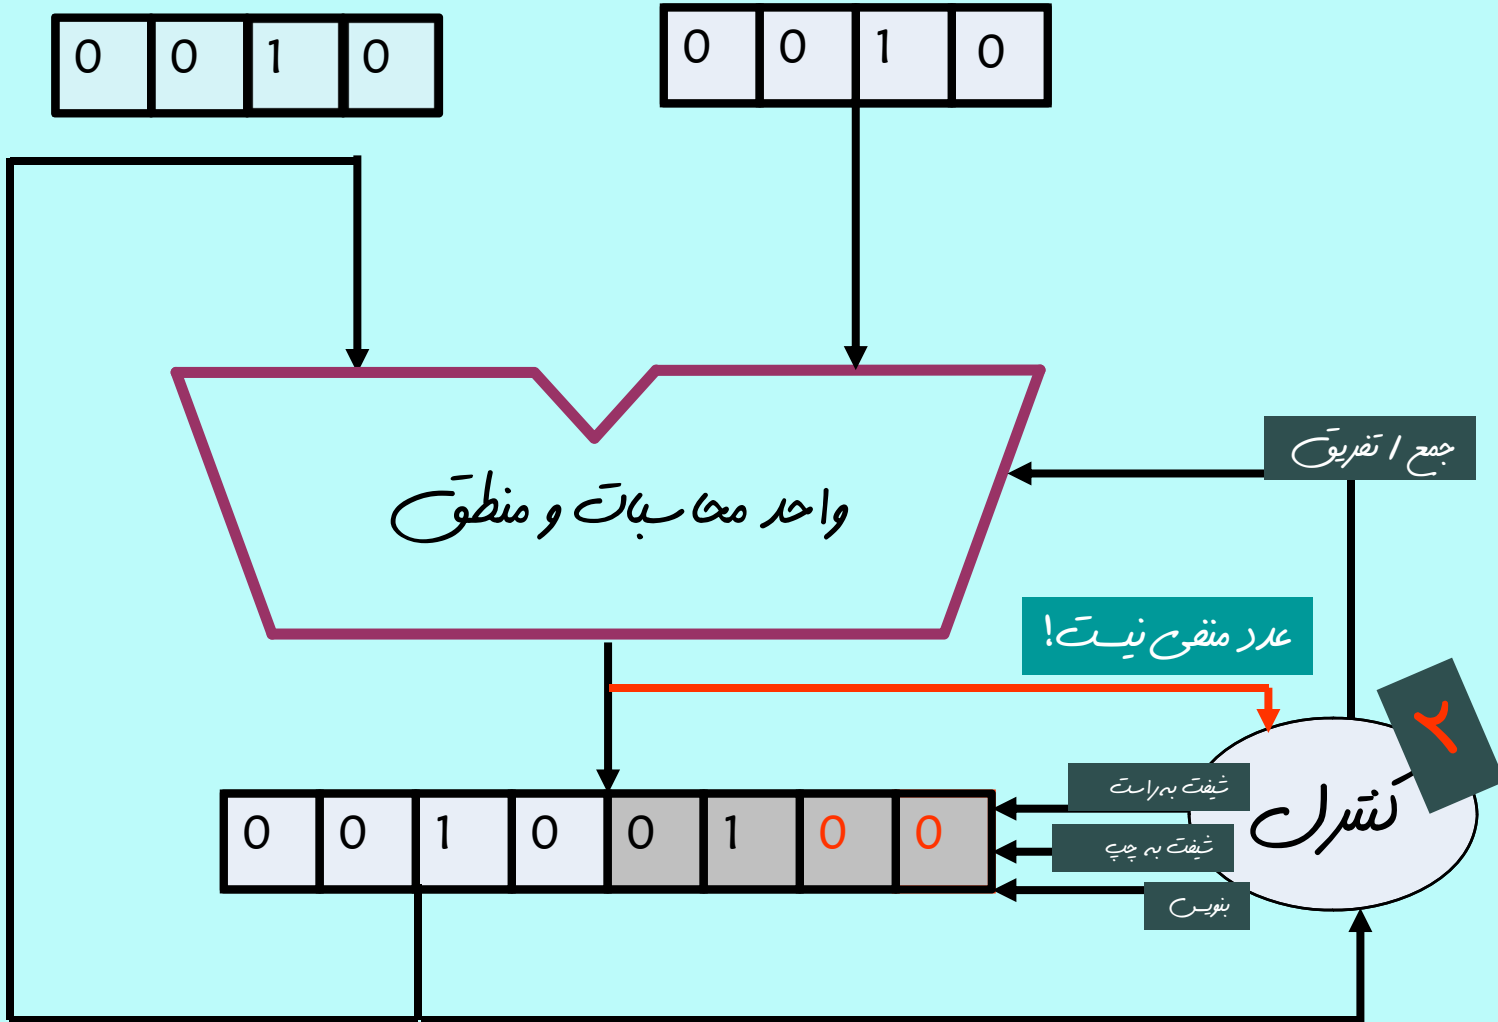 0 0 1 0
0 0 1 0
جمع / تفریق
واحد محاسبات و منطق
عدد منفی نیست!
۲
شیفت به راست
کنترل
0 0 1 0 0 1 0 0
شیفت به چپ
بنویس